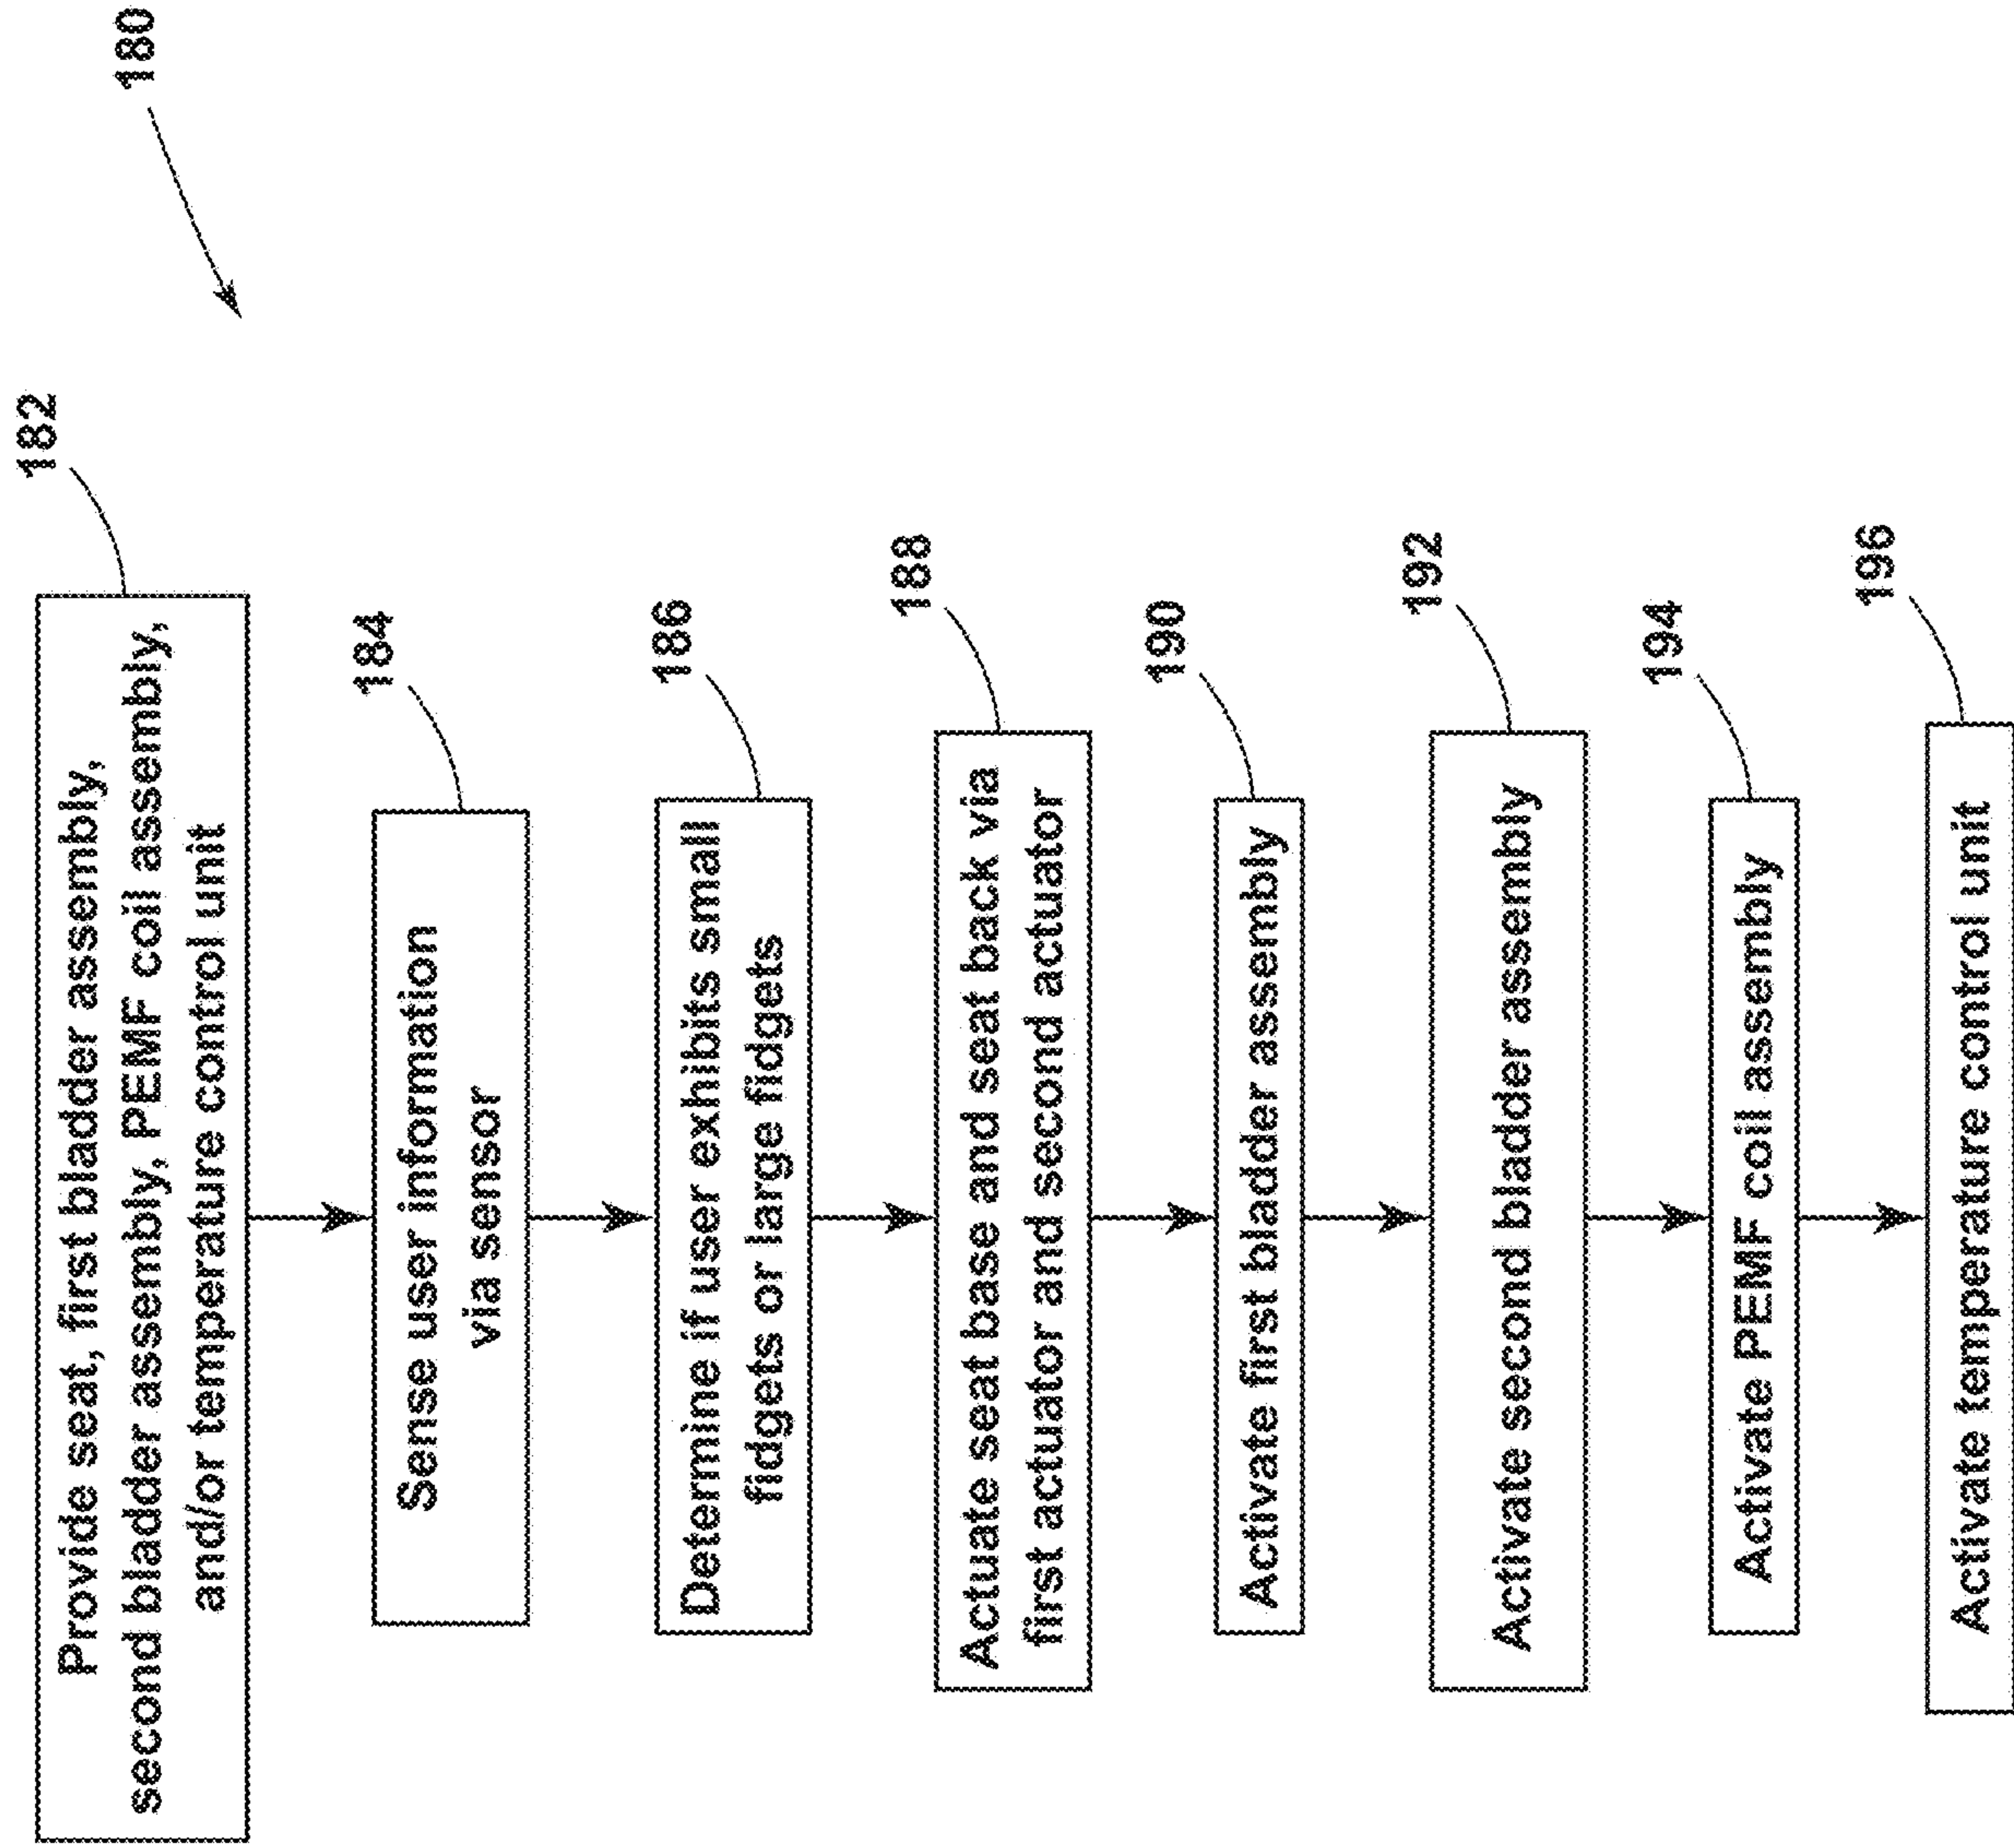 180
182
Provide seat, first bladder assembly,
second bladder assembly, PEMF coil assembly,
and/or temperature control unit
184
Sense user information
via sensor
186
Determine if user exhibits small
fidgets or large fidgets
188
Actuate seat base and seat back via
first actuator and second actuator
190
Activate first bladder assembly
192
Activate second bladder assembly
194
Activate PEMF coil assembly
196
Activate temperature control unit